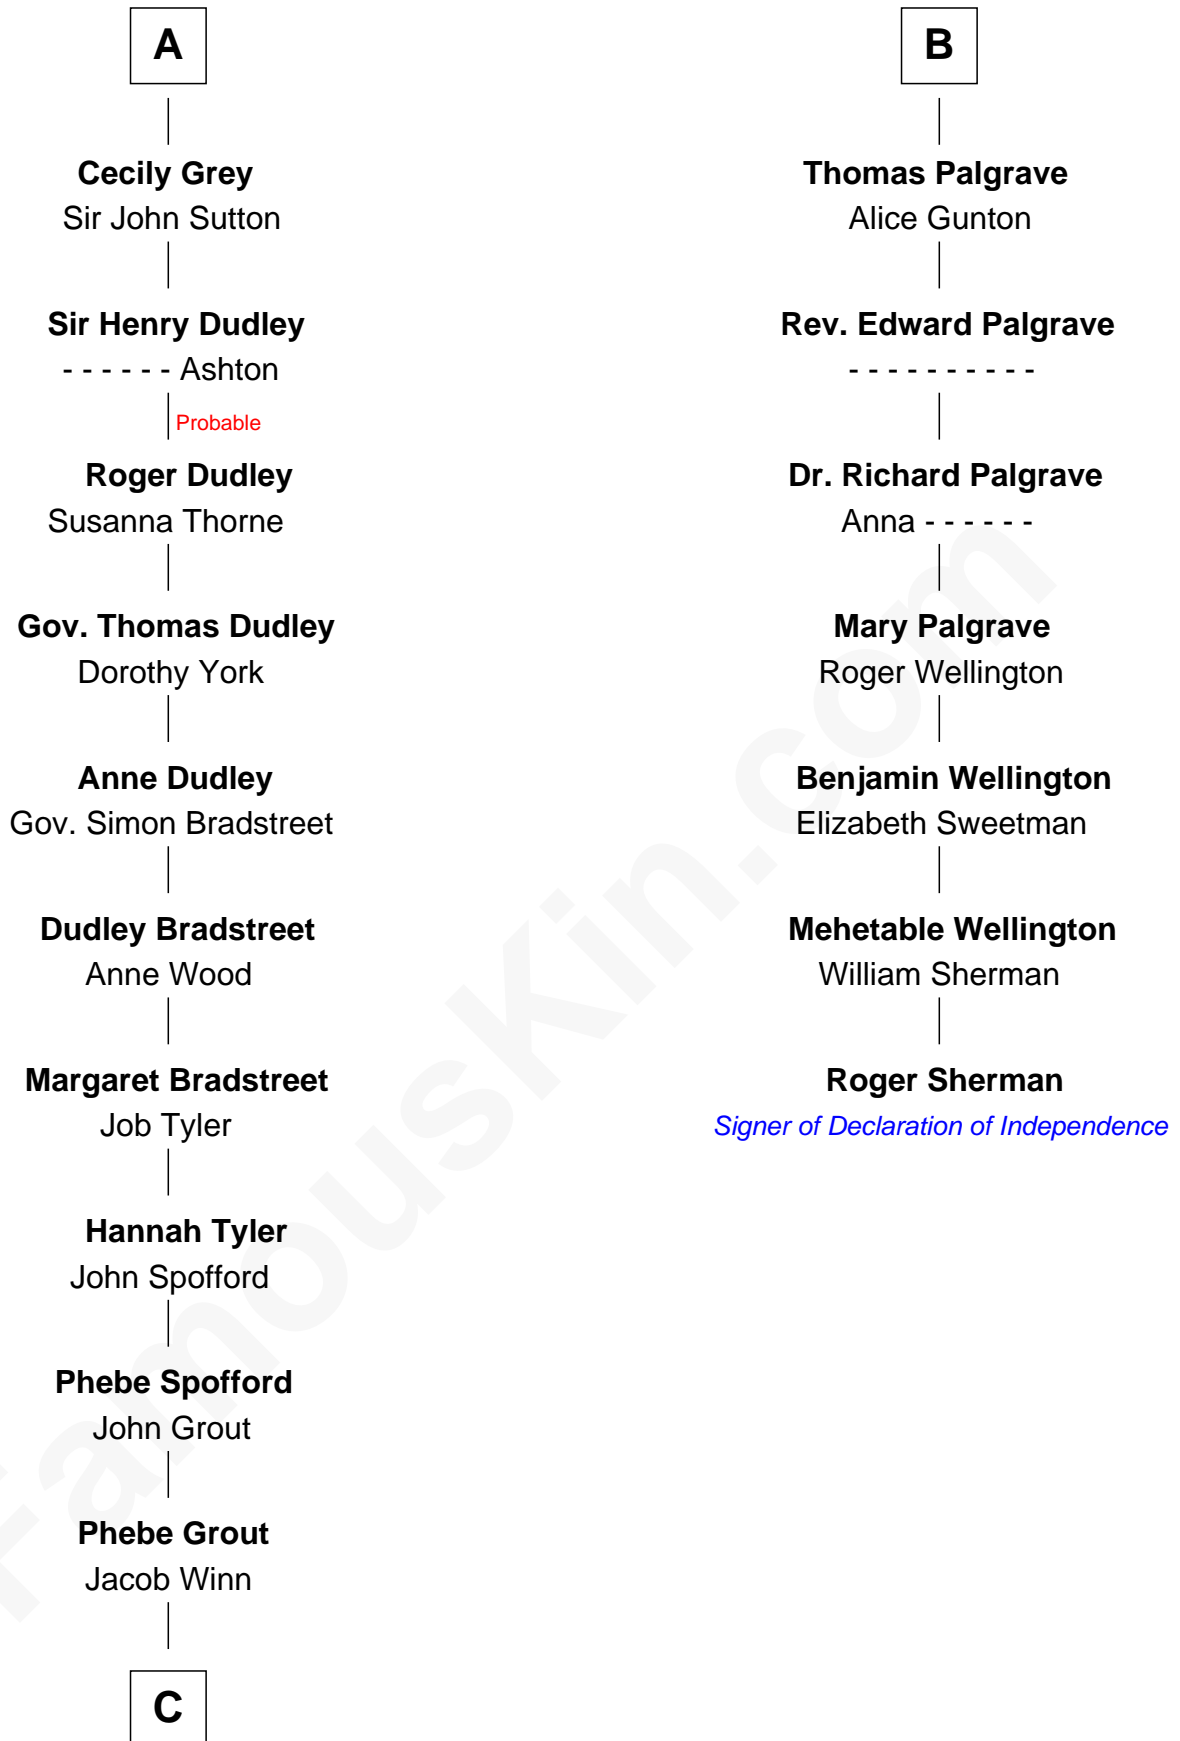 A
Cecily Grey
Sir John Sutton
Sir Henry Dudley
- - - - - - Ashton
Probable
Roger Dudley
Susanna Thorne
Gov. Thomas Dudley
Dorothy York
Anne Dudley
Gov. Simon Bradstreet
Dudley Bradstreet
Anne Wood
Margaret Bradstreet
Job Tyler
Hannah Tyler
John Spofford
Phebe Spofford
John Grout
Phebe Grout
Jacob Winn
C
B
Thomas Palgrave
Alice Gunton
Rev. Edward Palgrave
- - - - - - - - - -
Dr. Richard Palgrave
Anna - - - - - -
Mary Palgrave
Roger Wellington
Benjamin Wellington
Elizabeth Sweetman
Mehetable Wellington
William Sherman
Roger Sherman
Signer of Declaration of Independence
FamousKin.com